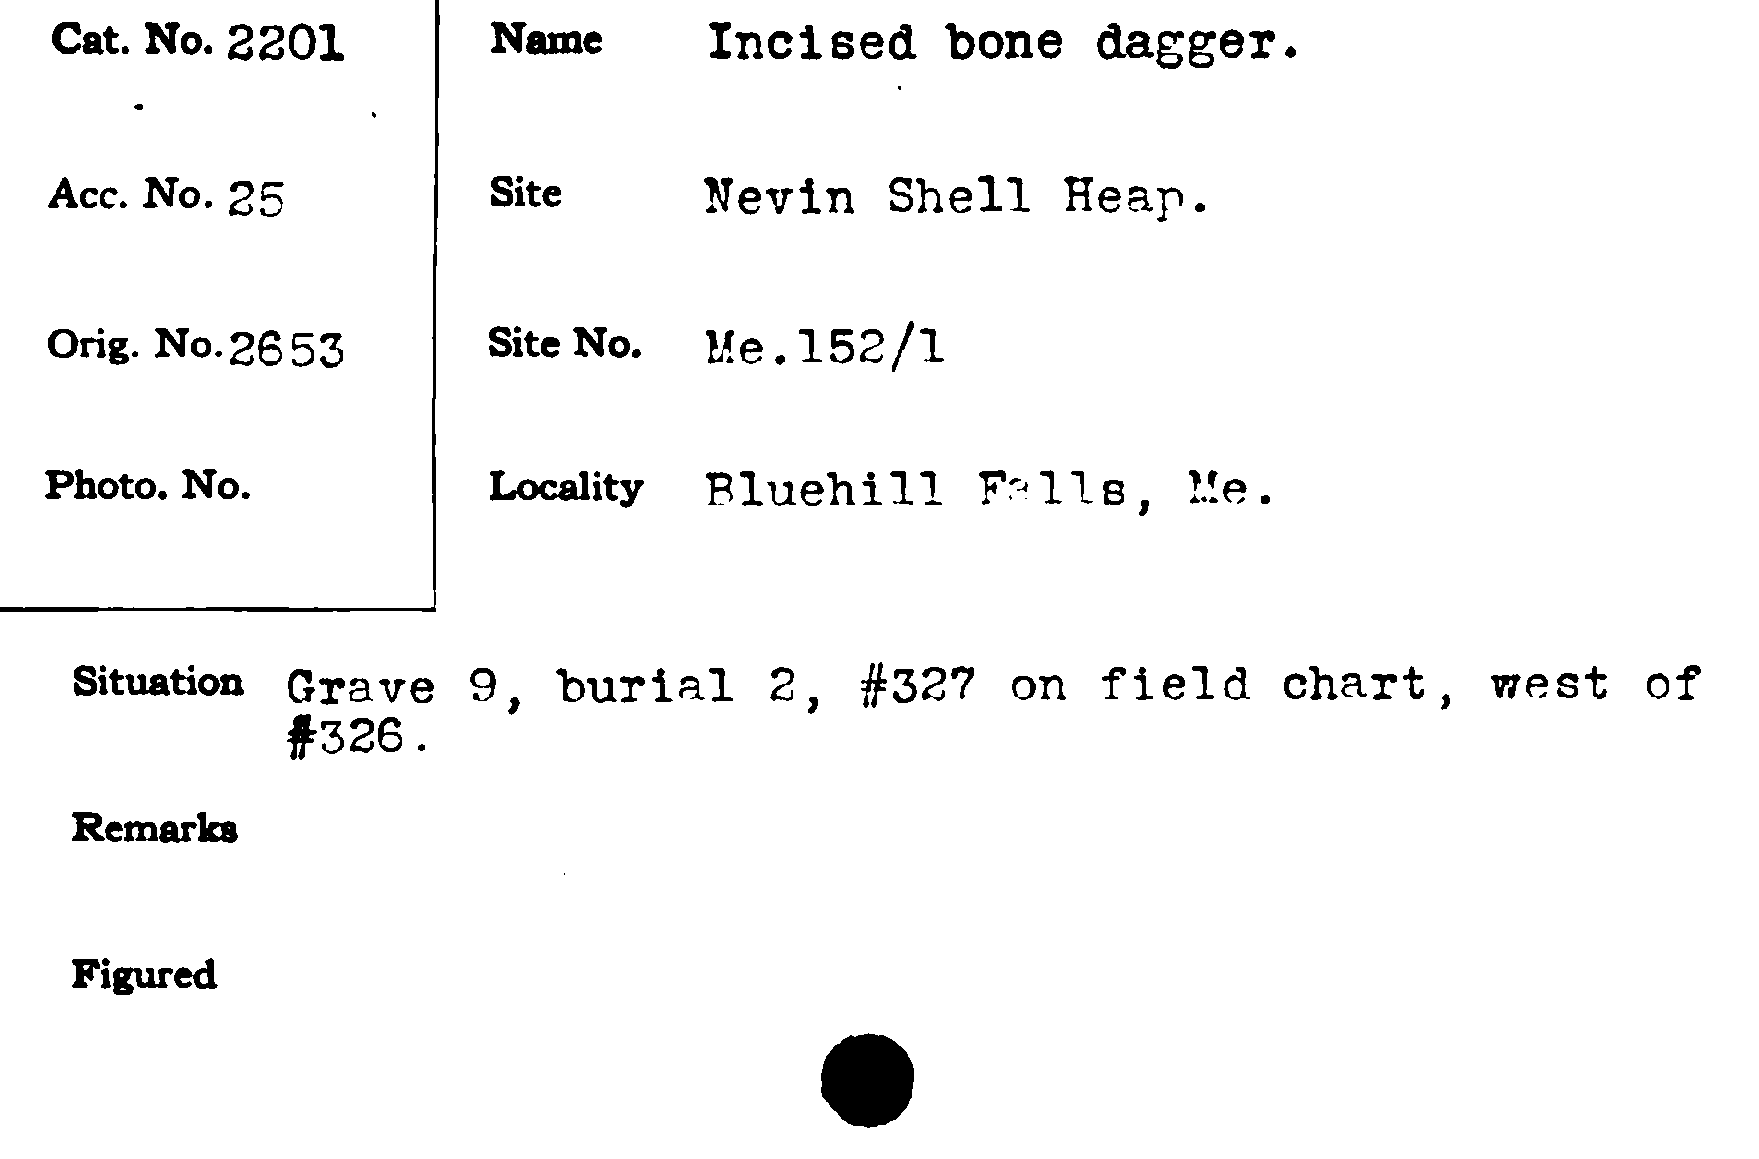 Cat. No. 2201
Name Incised bone dagger.
Acc. No. 25
Site Nevin Shell Heap.
Orig. No. 2653
Site No. Me.152/1
Photo. No.
Locality Bluehill Falls, Me.
Situation Grave 9, burial 2, #327 on field chart, west of
#326.
Remarks
Figured